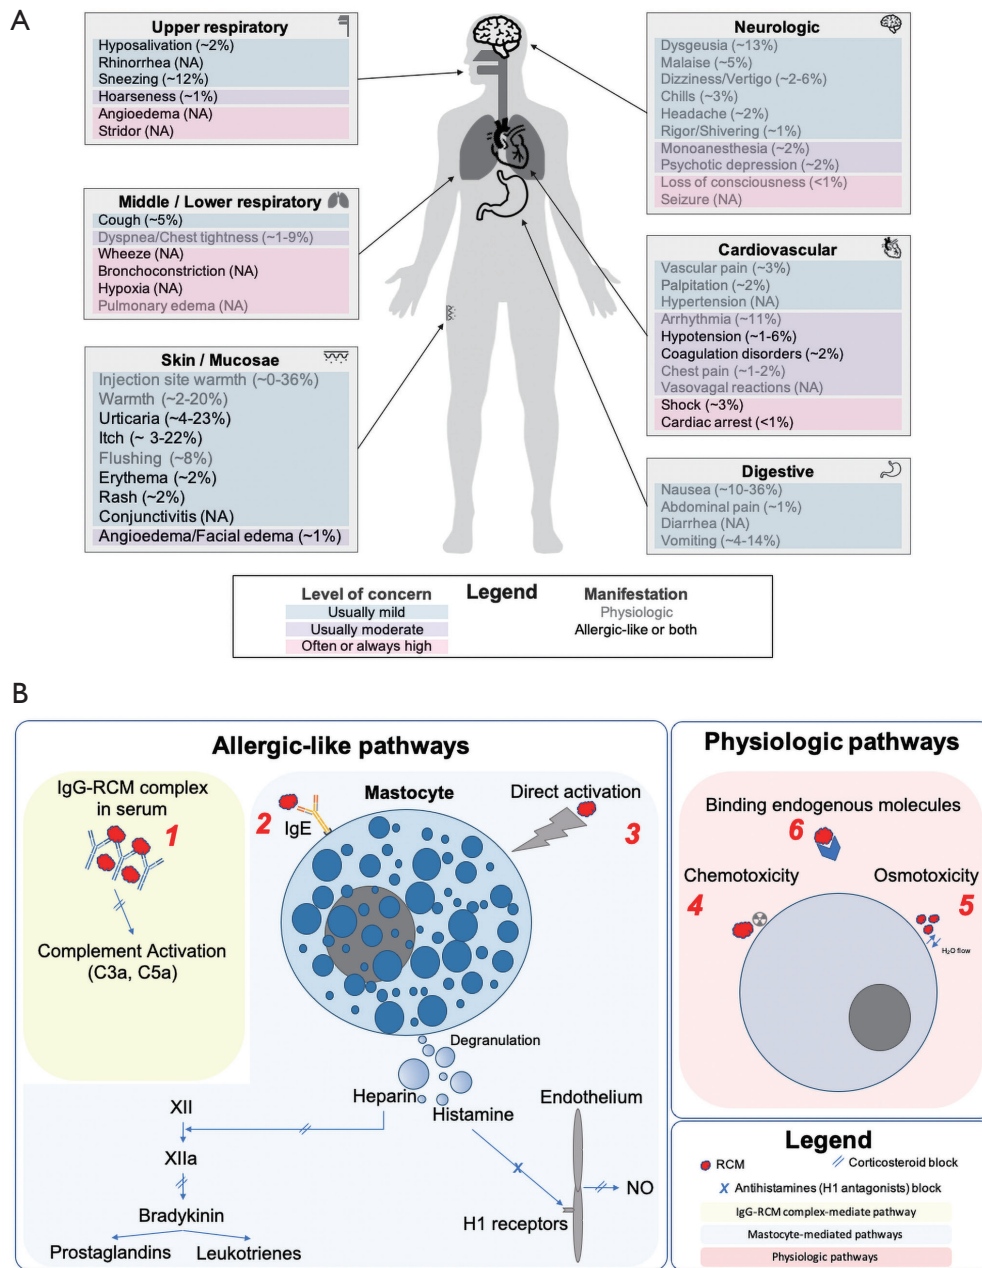 A
Upper respiratory
Hyposalivation (~2%)
Rhinorrhea (NA)
Sneezing (~12%)
Hoarseness (~1%)
Angioedema (NA)
Stridor (NA)
Middle / Lower respiratory
Cough (~5%)
Dyspnea/Chest tightness (~1-9%)
Wheeze (NA)
Bronchoconstriction (NA)
Hypoxia (NA)
Pulmonary edema (NA)
Skin / Mucosae
Injection site warmth (~0-36%)
Warmth (~2-20%)
Urticaria (~4-23%)
Itch (~ 3-22%)
Flushing (~8%)
Erythema (~2%)
Rash (~2%)
Conjunctivitis (NA)
Angioedema/Facial edema (~1%)
Neurologic
Dysgeusia (~13%)
Malaise (~5%)
Dizziness/Vertigo (~2-6%)
Chills (~3%)
Headache (~2%)
Rigor/Shivering (~1%)
Monoanesthesia (~2%)
Psychotic depression (~2%)
Loss of consciousness (<1%)
Seizure (NA)
Cardiovascular
Vascular pain (~3%)
Palpitation (~2%)
Hypertension (NA)
Arrhythmia (~11%)
Hypotension (~1-6%)
Coagulation disorders (~2%)
Chest pain (~1-2%)
Vasovagal reactions (NA)
Shock (~3%)
Cardiac arrest (<1%)
Digestive
Nausea (~10-36%)
Abdominal pain (~1%)
Diarrhea (NA)
Vomiting (~4-14%)
Legend
Level of concern
Usually mild
Usually moderate
Often or always high
Manifestation
Physiologic
Allergic-like or both
B
Allergic-like pathways
IgG-RCM complex
in serum
1
Complement Activation
(C3a, C5a)
2
IgE
Mastocyte
Direct activation
3
Degranulation
Heparin
Histamine
Endothelium
XII
XIIa
Bradykinin
Prostaglandins
Leukotrienes
x
H1 receptors
NO
Physiologic pathways
Binding endogenous molecules
6
Chemotoxicity
4
Osmotoxicity
5
H₂O flow
Legend
RCM
Corticosteroid block
x Antihistamines (H1 antagonists) block
IgG-RCM complex-mediate pathway
Mastocyte-mediated pathways
Physiologic pathways